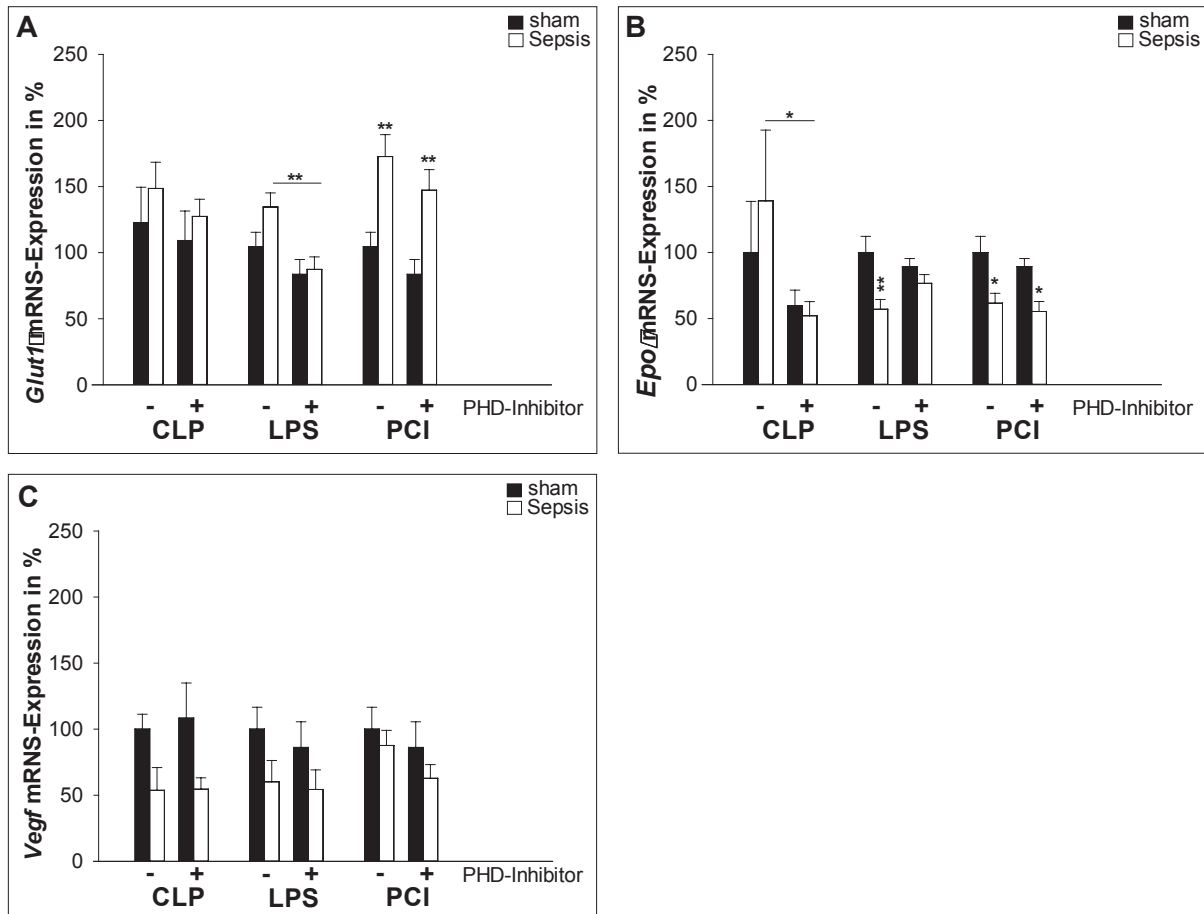 A
sham
Sepsis
Glut1 mRNS-Expression in %
250
200
150
100
50
0
**
**
**
- + - + - + PHD-Inhibitor
CLP LPS PCI
B
sham
Sepsis
Epo mRNS-Expression in %
250
200
150
100
50
0
*
**
*
*
- + - + - + PHD-Inhibitor
CLP LPS PCI
C
sham
Sepsis
Vegf mRNS-Expression in %
250
200
150
100
50
0
- + - + - + PHD-Inhibitor
CLP LPS PCI